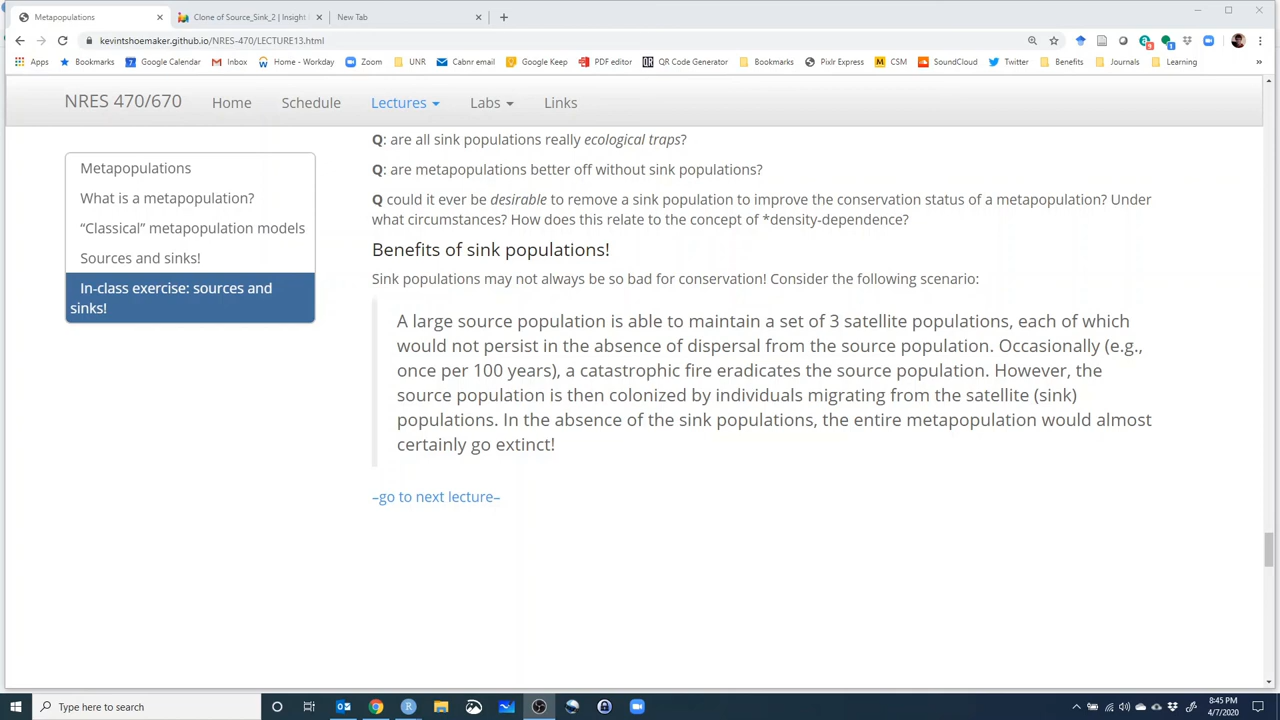 Metapopulations
Clone of Source_Sink_2 | Insight
New Tab
kevintshoemaker.github.io/NRES-470/LECTURE13.html
Apps Bookmarks Google Calendar Inbox Home - Workday Zoom UNR Cabnr email Google Keep PDF editor QR Code Generator Bookmarks Pixlr Express CSM SoundCloud Twitter Benefits Journals Learning »
NRES 470/670 Home Schedule Lectures Labs Links
Metapopulations
What is a metapopulation?
“Classical” metapopulation models
Sources and sinks!
In-class exercise: sources and
sinks!
Q: are all sink populations really ecological traps?
Q: are metapopulations better off without sink populations?
Q could it ever be desirable to remove a sink population to improve the conservation status of a metapopulation? Under
what circumstances? How does this relate to the concept of *density-dependence?
Benefits of sink populations!
Sink populations may not always be so bad for conservation! Consider the following scenario:
A large source population is able to maintain a set of 3 satellite populations, each of which
would not persist in the absence of dispersal from the source population. Occasionally (e.g.,
once per 100 years), a catastrophic fire eradicates the source population. However, the
source population is then colonized by individuals migrating from the satellite (sink)
populations. In the absence of the sink populations, the entire metapopulation would almost
certainly go extinct!
–go to next lecture–
Type here to search
8:45 PM
4/7/2020